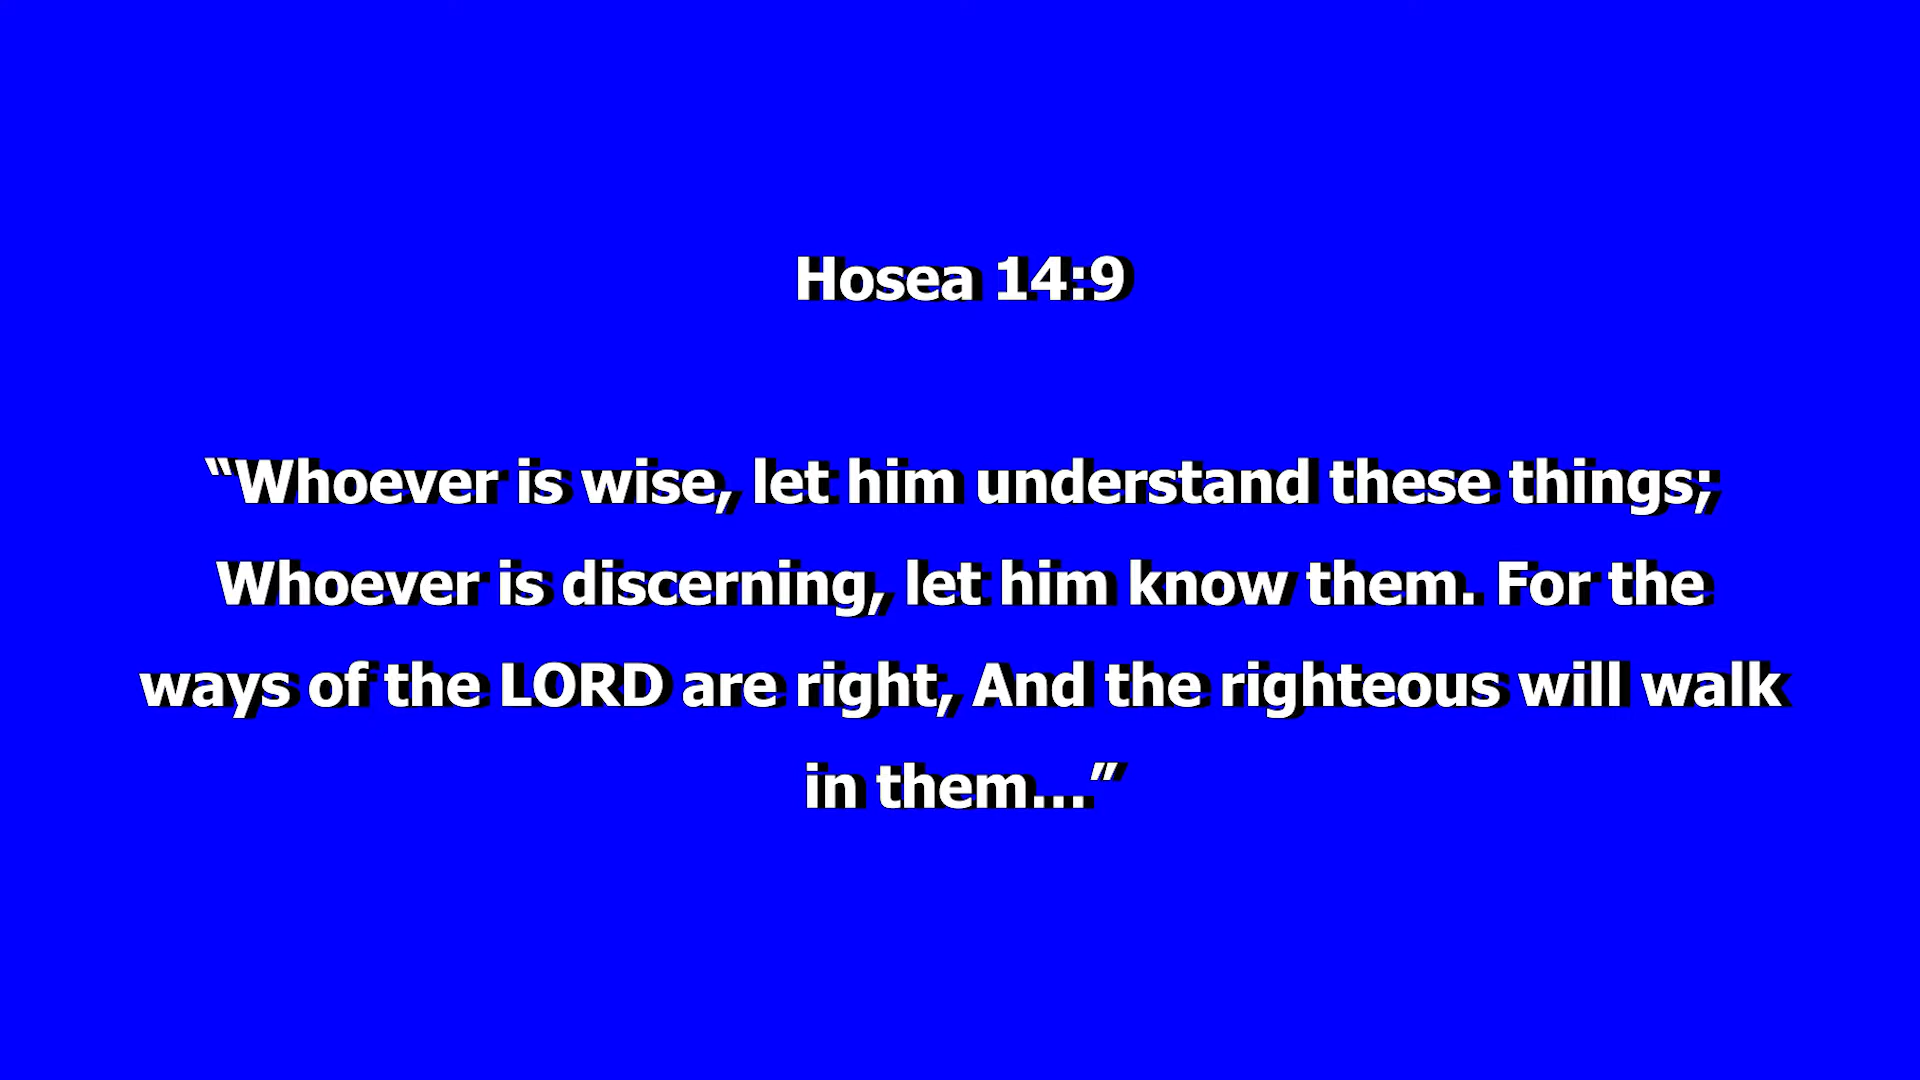 Hosea 14:9
“Whoever is wise, let him understand these things;
Whoever is discerning, let him know them. For the
ways of the LORD are right, And the righteous will walk
in them…”